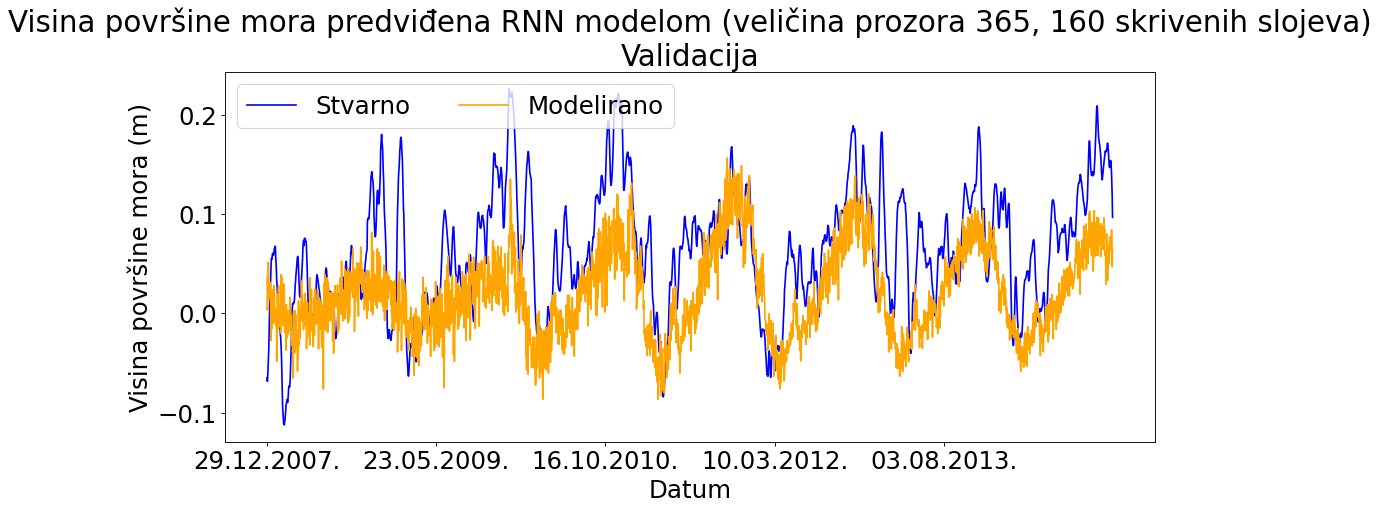 Visina površine mora predviđena RNN modelom (veličina prozora 365, 160 skrivenih slojeva)
Validacija
Stvarno Modelirano
Visina površine mora (m)
0.2
0.1
0.0
−0.1
29.12.2007. 23.05.2009. 16.10.2010. 10.03.2012. 03.08.2013.
Datum